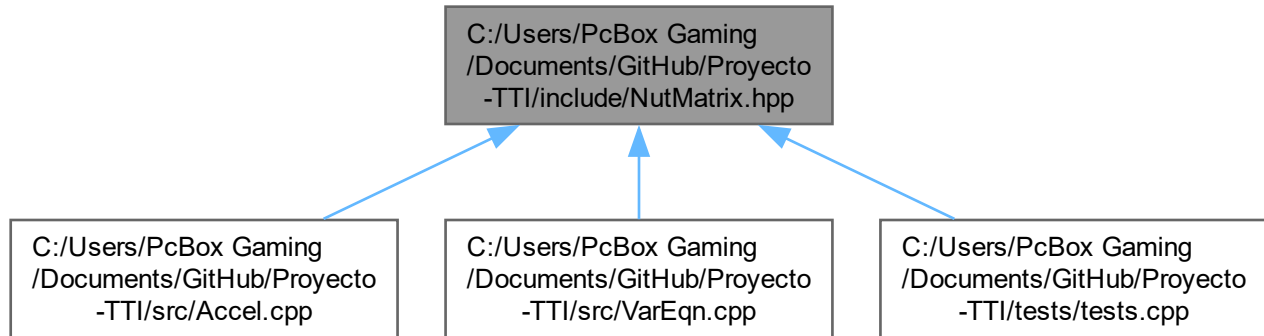 C:/Users/PcBox Gaming
/Documents/GitHub/Proyecto
-TTI/include/NutMatrix.hpp
C:/Users/PcBox Gaming
/Documents/GitHub/Proyecto
-TTI/src/Accel.cpp
C:/Users/PcBox Gaming
/Documents/GitHub/Proyecto
-TTI/src/VarEqn.cpp
C:/Users/PcBox Gaming
/Documents/GitHub/Proyecto
-TTI/tests/tests.cpp